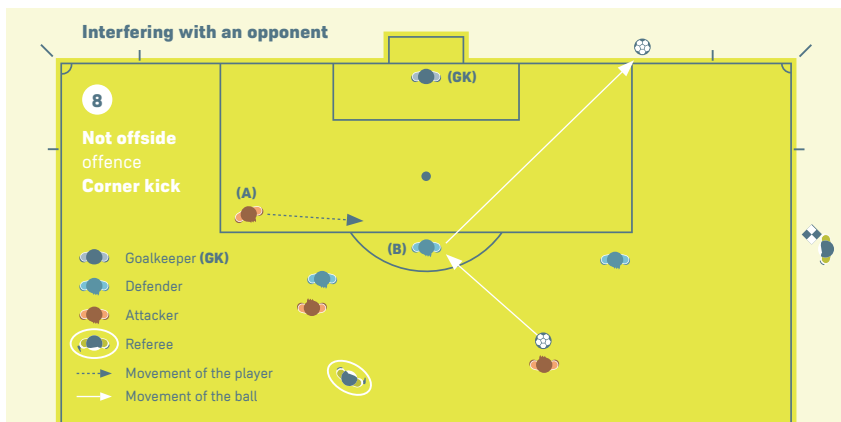 Interfering with an opponent
(GK)
8
Not offside
offence
Corner kick
(A)
(B)
Goalkeeper (GK)
Defender
Attacker
Referee
Movement of the player
Movement of the ball